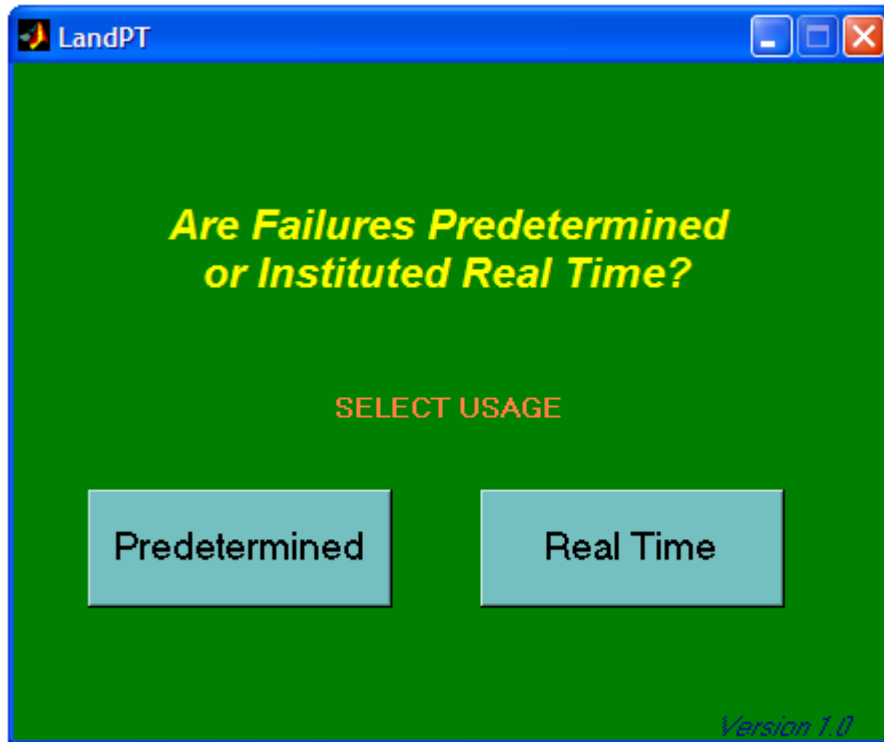 LandPT
Are Failures Predetermined
or Instituted Real Time?
SELECT USAGE
Predetermined
Real Time
Version 1.0